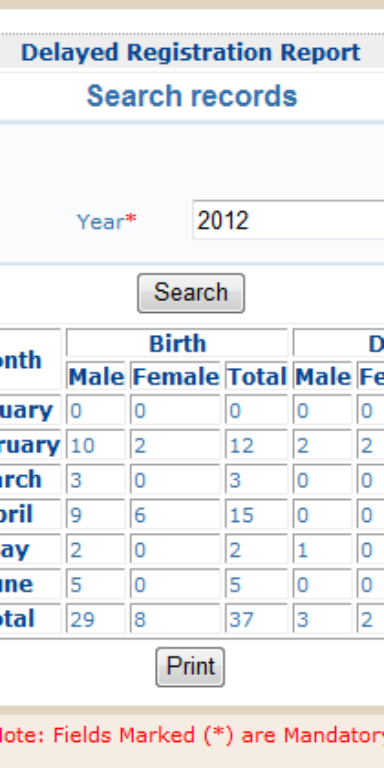 Delayed Registration Report
Search records
Year* 2012
Search
onth Birth D
Male Female Total Male Fe
uary 0 0 0 0 0
ruary 10 2 12 2 2
arch 3 0 3 0 0
pril 9 6 15 0 0
ay 2 0 2 1 0
une 5 0 5 0 0
otal 29 8 37 3 2
Print
Note: Fields Marked (*) are Mandatory